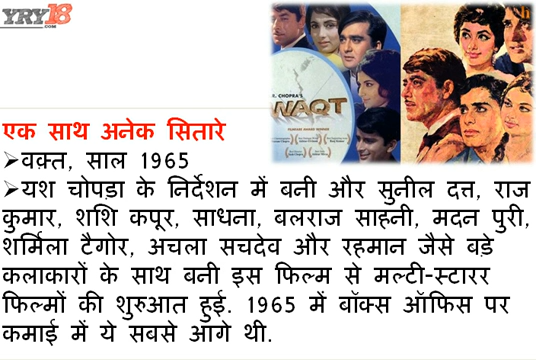 YRY18
.COM
R. CHOPRA'S
WAQT
एक साथ अनेक सितारे
➢वक़्त, साल 1965
➢यश चोपड़ा के निर्देशन में बनी और सुनील दत्त, राज
कुमार, शशि कपूर, साधना, बलराज साहनी, मदन पुरी,
शर्मिला टैगोर, अचला सचदेव और रहमान जैसे बड़े
कलाकारों के साथ बनी इस फिल्म से मल्टी-स्टारर
फिल्मों की शुरुआत हुई. 1965 में बॉक्स ऑफिस पर
कमाई में ये सबसे आगे थी.